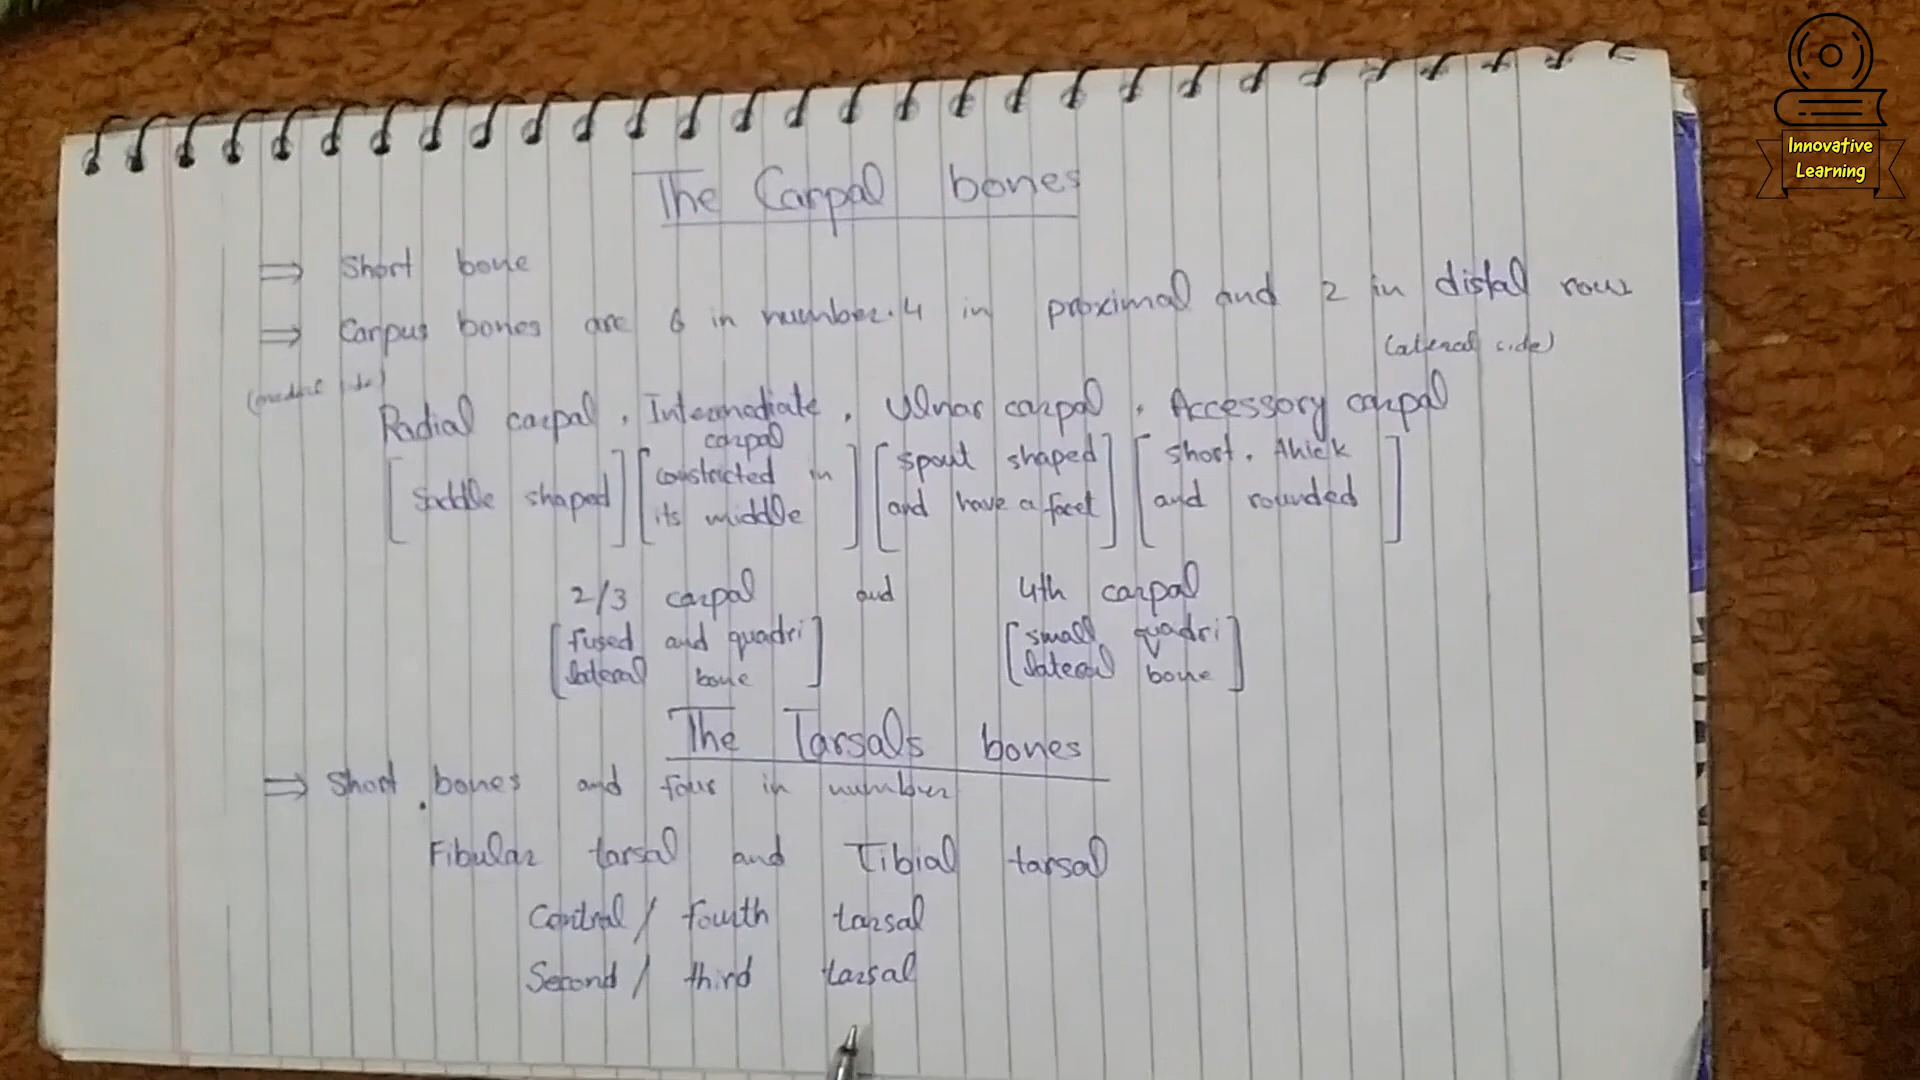 Innovative
Learning
The Carpal bones
⇒ Short bone
⇒ Carpus bones are 6 in number. 4 in proximal and 2 in distal row
(medial side) (lateral side)
Radial carpal, Intermediate carpal, Ulnar carpal, Accessory carpal
[Saddle shaped] [constricted in its middle] [spout shaped and have a facet] [short, thick and rounded]
2/3 carpal and 4th carpal
[fused and quadri lateral bone] [small quadri lateral bone]
The Tarsals bones
⇒ Short bones and four in number
Fibular tarsal and Tibial tarsal
Central / fourth tarsal
Second / third tarsal